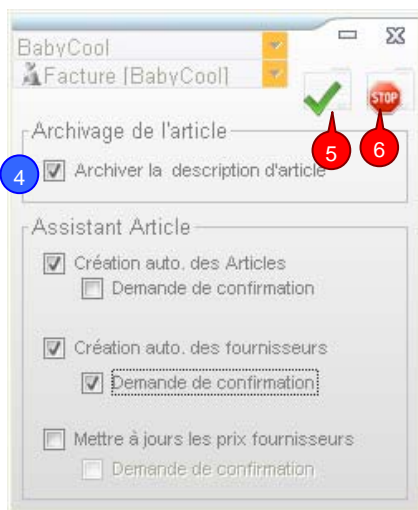 BabyCool
Facture [BabyCool]
STOP
5
6
Archivage de l'article
4
Archiver la description d'article
Assistant Article
Création auto. des Articles
Demande de confirmation
Création auto. des fournisseurs
Demande de confirmation
Mettre à jours les prix fournisseurs
Demande de confirmation